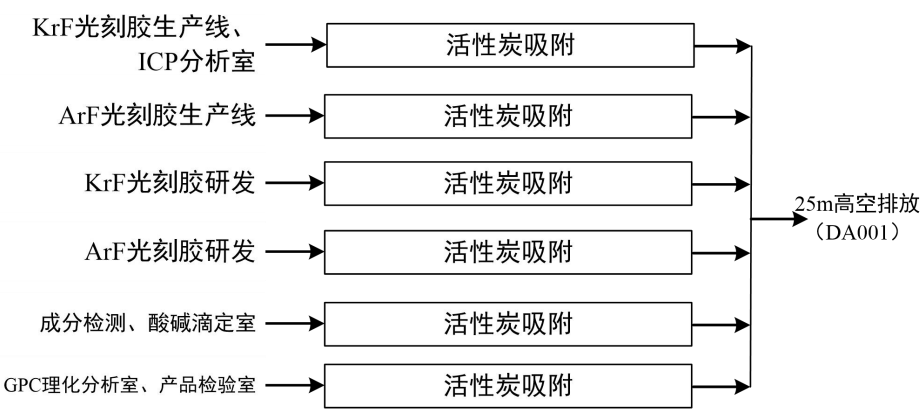 KrF光刻胶生产线、
ICP分析室
活性炭吸附
ArF光刻胶生产线
活性炭吸附
KrF光刻胶研发
活性炭吸附
ArF光刻胶研发
活性炭吸附
成分检测、酸碱滴定室
活性炭吸附
GPC理化分析室、产品检验室
活性炭吸附
25m高空排放
（DA001）